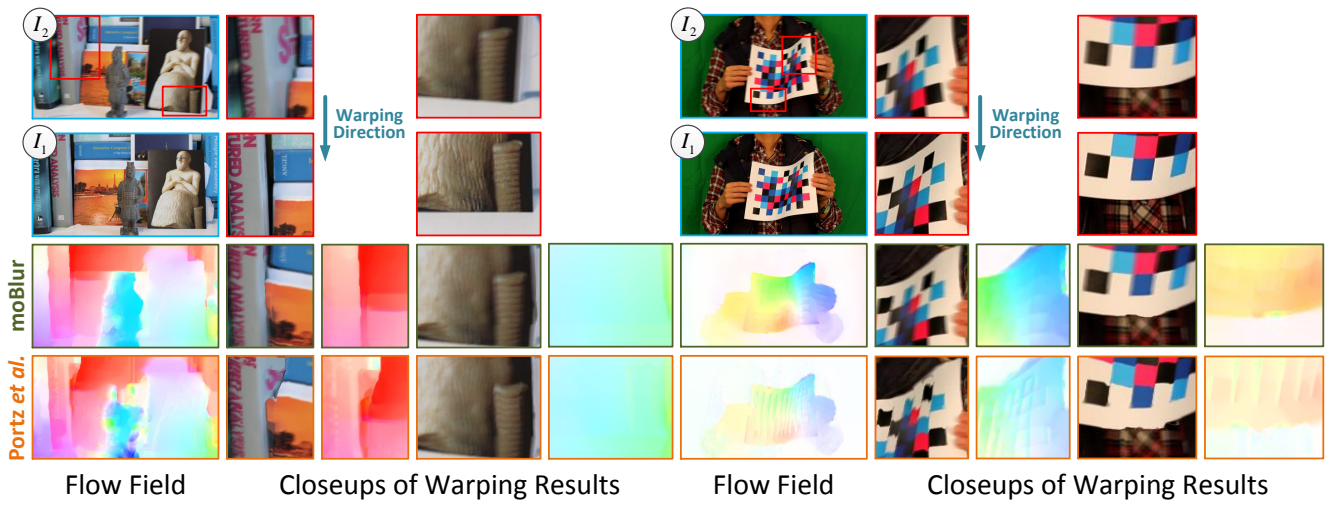 I2
I2
Warping
Direction
Warping
Direction
I1
I1
moBlur
Portz et al.
Flow Field
Closeups of Warping Results
Flow Field
Closeups of Warping Results